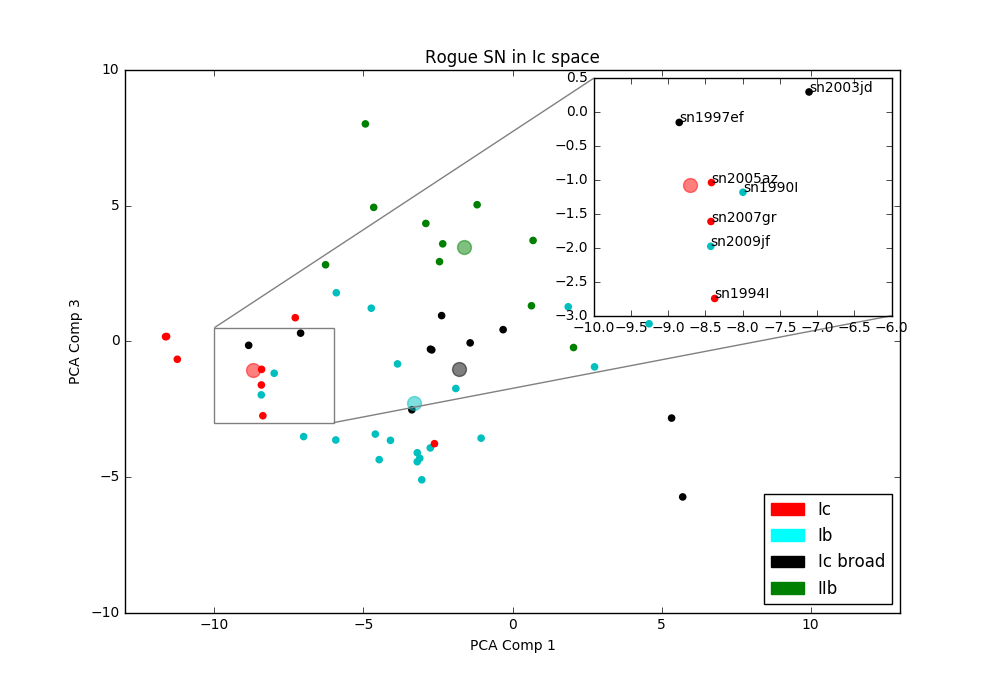 Rogue SN in Ic space
10
5
0
−5
−10
PCA Comp 3
−10
−5
0
5
10
PCA Comp 1
0.5
0.0
−0.5
−1.0
−1.5
−2.0
−2.5
−3.0
−10.0
−9.5
−9.0
−8.5
−8.0
−7.5
−7.0
−6.5
−6.0
sn2003jd
sn1997ef
sn2005az
sn1990I
sn2007gr
sn2009jf
sn1994I
Ic
Ib
Ic broad
IIb